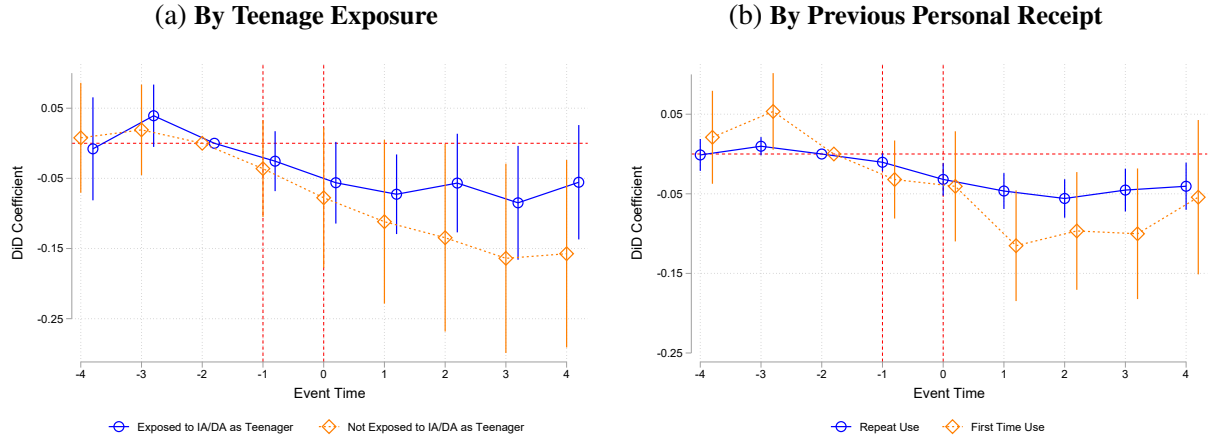 (a) By Teenage Exposure
0.05
-0.05
-0.15
-0.25
DiD Coefficient
-4 -3 -2 -1 0 1 2 3 4
Event Time
Exposed to IA/DA as Teenager Not Exposed to IA/DA as Teenager
(b) By Previous Personal Receipt
0.05
-0.05
-0.15
-0.25
DiD Coefficient
-4 -3 -2 -1 0 1 2 3 4
Event Time
Repeat Use First Time Use